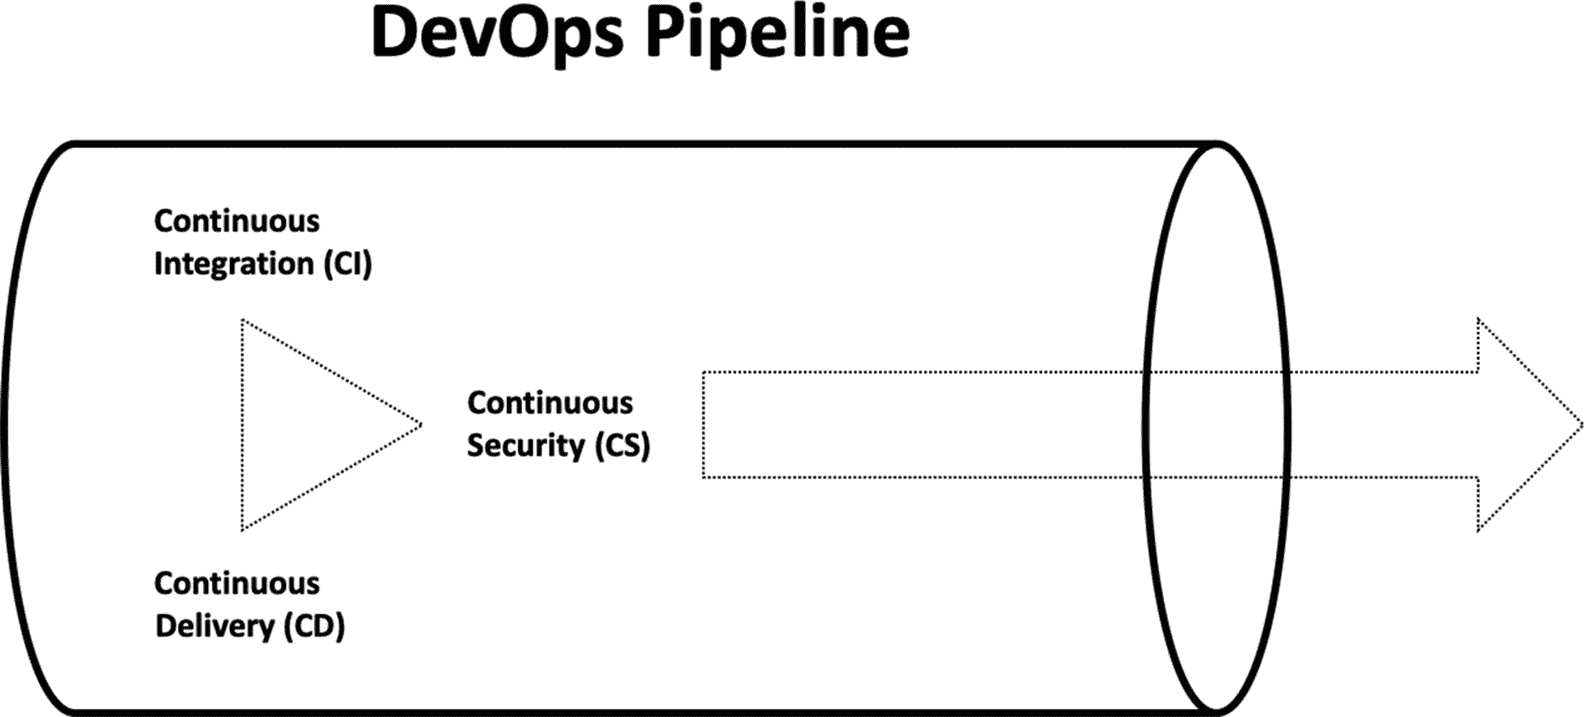 DevOps Pipeline
Continuous
Integration (CI)
Continuous
Security (CS)
Continuous
Delivery (CD)